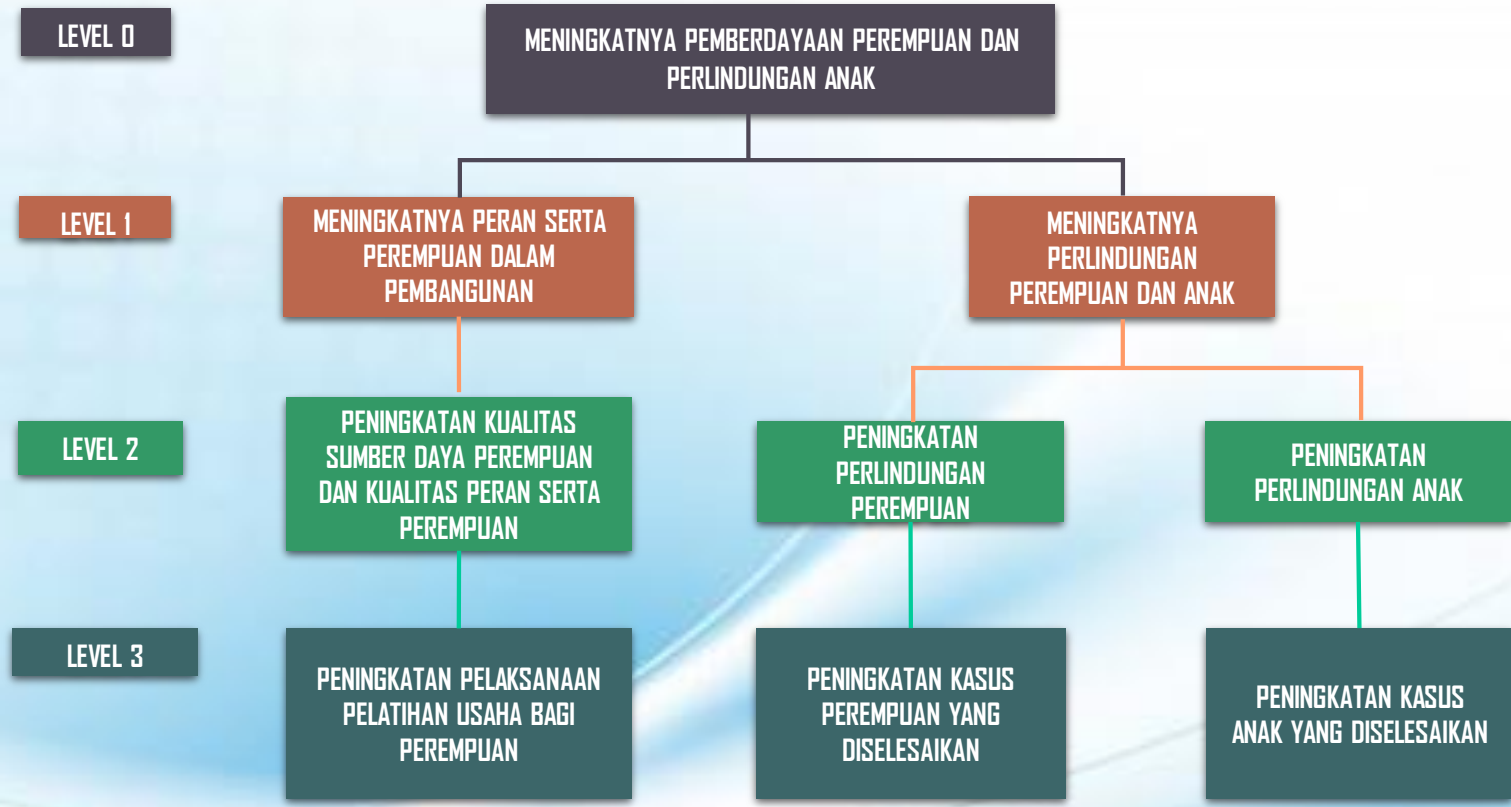 LEVEL 0
MENINGKATNYA PEMBERDAYAAN PEREMPUAN DAN
PERLINDUNGAN ANAK
LEVEL 1
MENINGKATNYA PERAN SERTA
PEREMPUAN DALAM
PEMBANGUNAN
MENINGKATNYA
PERLINDUNGAN
PEREMPUAN DAN ANAK
LEVEL 2
PENINGKATAN KUALITAS
SUMBER DAYA PEREMPUAN
DAN KUALITAS PERAN SERTA
PEREMPUAN
PENINGKATAN
PERLINDUNGAN
PEREMPUAN
PENINGKATAN
PERLINDUNGAN ANAK
LEVEL 3
PENINGKATAN PELAKSANAAN
PELATIHAN USAHA BAGI
PEREMPUAN
PENINGKATAN KASUS
PEREMPUAN YANG
DISELESAIKAN
PENINGKATAN KASUS
ANAK YANG DISELESAIKAN